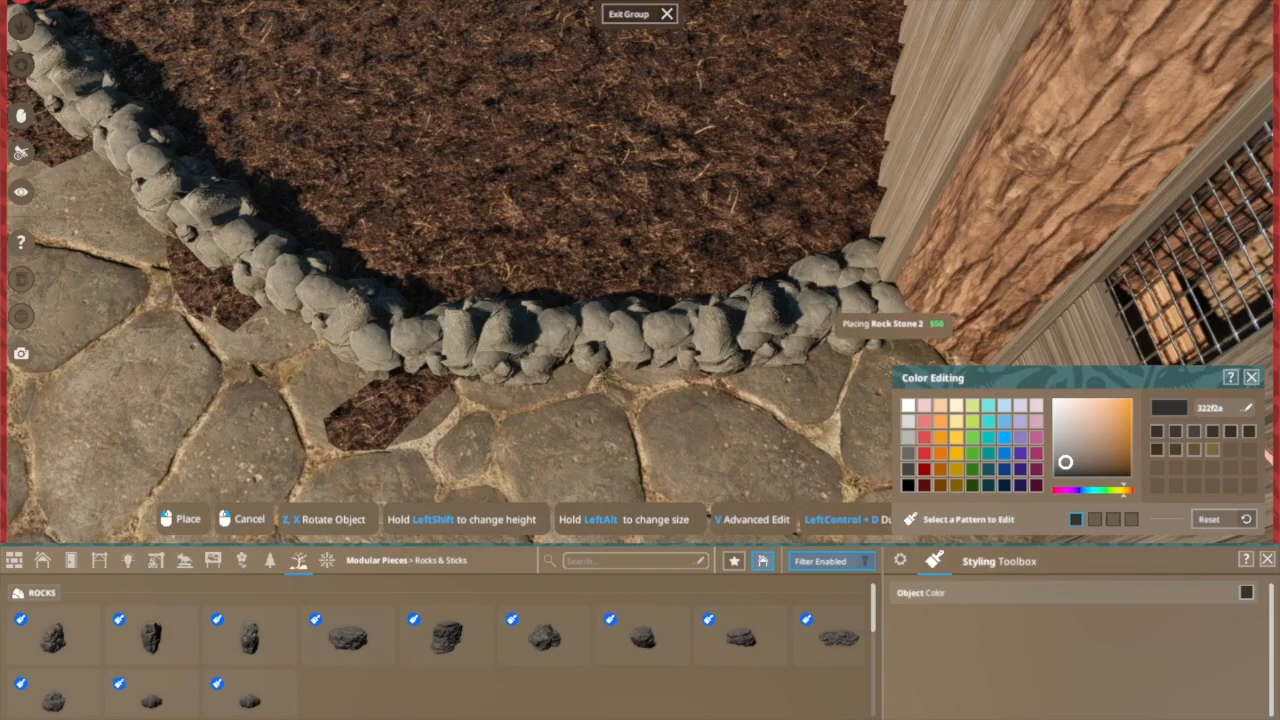 Exit Group
Placing Rock Stone 2 $50
Color Editing
?
322f2a
Place
Cancel
Z, X Rotate Object
Hold LeftShift to change height
Hold LeftAlt to change size
V Advanced Edit
LeftControl + D Du
Select a Pattern to Edit
Reset
Modular Pieces > Rocks & Sticks
Search...
Filter Enabled
Styling Toolbox
?
ROCKS
Object Color
?